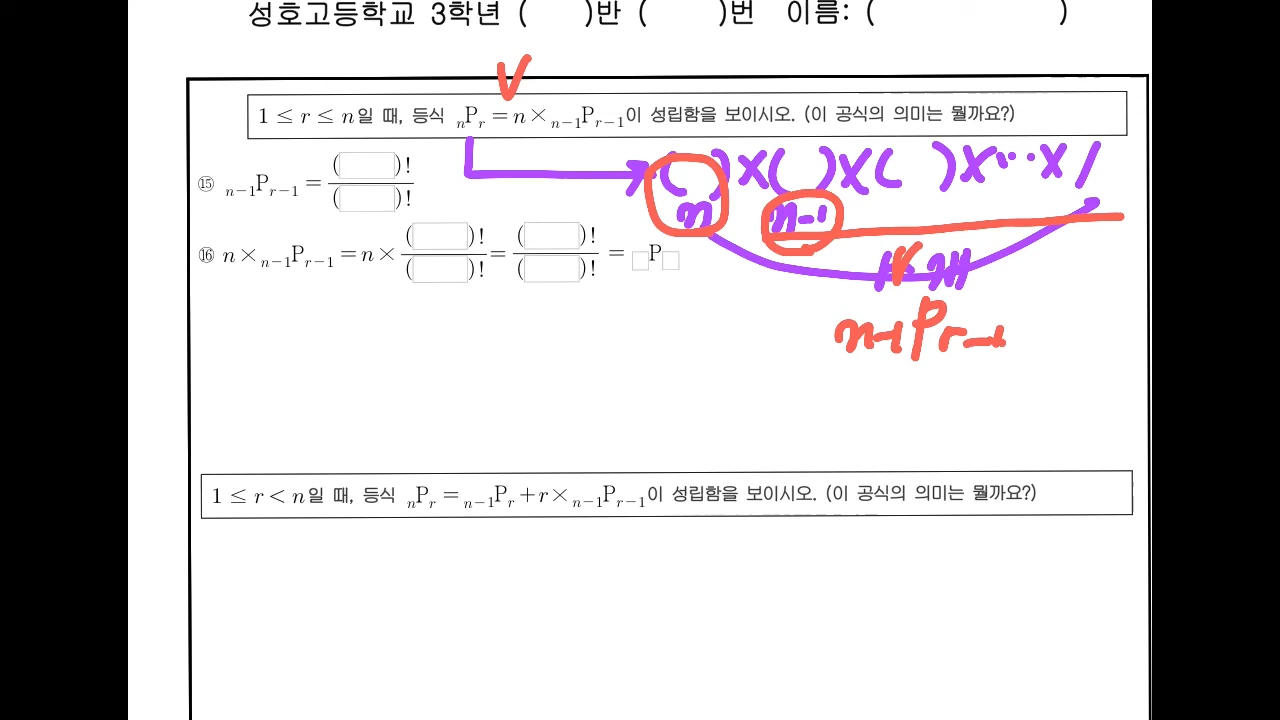 성호고등학교 3학년 (    )반 (    )번 이름: (          )
1 ≤ r ≤ n일 때, 등식 ₙPᵣ = n × ₙ₋₁Pᵣ₋₁이 성립함을 보이시오. (이 공식의 의미는 뭘까요?)
(    )×(    )×(    )×⋯×/
⑮ ₙ₋₁Pᵣ₋₁ = (□)! / (□)!
n n-1
⑯ n × ₙ₋₁Pᵣ₋₁ = n × (□)! / (□)! = (□)! / (□)! = □P□
n-1Pr-1
1 ≤ r < n일 때, 등식 ₙPᵣ = ₙ₋₁Pᵣ + r × ₙ₋₁Pᵣ₋₁이 성립함을 보이시오. (이 공식의 의미는 뭘까요?)